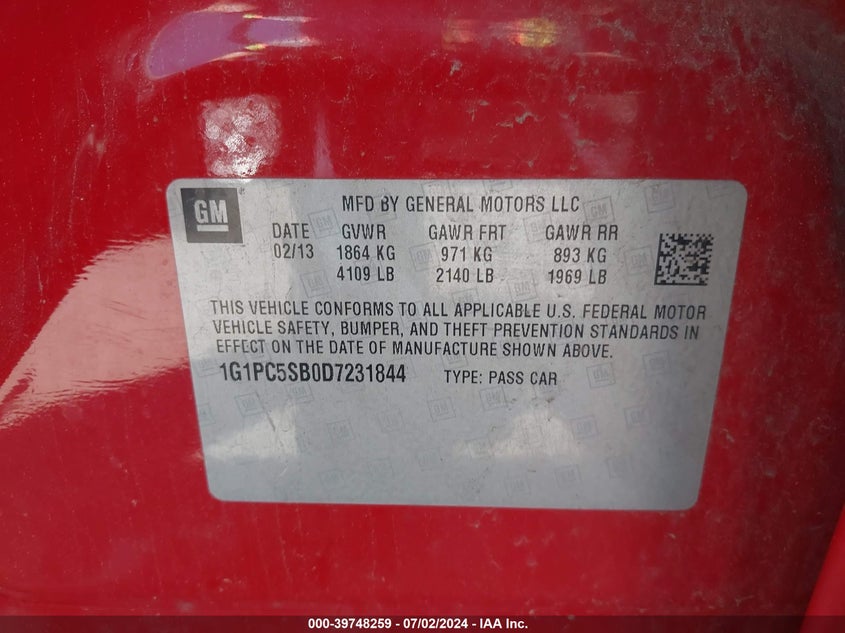 GM
MFD BY GENERAL MOTORS LLC
DATE GVWR GAWR FRT GAWR RR
02/13 1864 KG 971 KG 893 KG
4109 LB 2140 LB 1969 LB
THIS VEHICLE CONFORMS TO ALL APPLICABLE U.S. FEDERAL MOTOR
VEHICLE SAFETY, BUMPER, AND THEFT PREVENTION STANDARDS IN
EFFECT ON THE DATE OF MANUFACTURE SHOWN ABOVE.
1G1PC5SB0D7231844 TYPE: PASS CAR
000-39748259 - 07/02/2024 - IAA Inc.